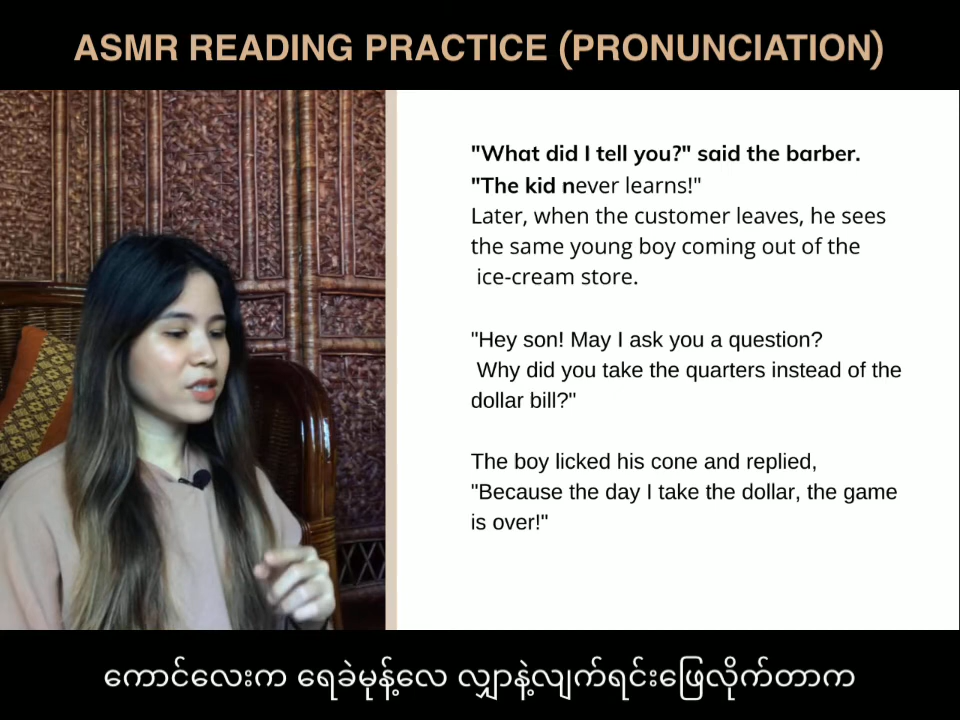 ASMR READING PRACTICE (PRONUNCIATION)
"What did I tell you?" said the barber.
"The kid never learns!"
Later, when the customer leaves, he sees
the same young boy coming out of the
ice-cream store.
"Hey son! May I ask you a question?
Why did you take the quarters instead of the
dollar bill?"
The boy licked his cone and replied,
"Because the day I take the dollar, the game
is over!"
ကောင်လေးက ရေခဲမုန့်လေ လျှာနဲ့လျက်ရင်းဖြေလိုက်တာက